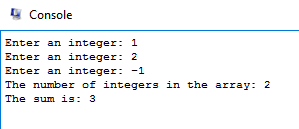 Console
Enter an integer: 1
Enter an integer: 2
Enter an integer: -1
The number of integers in the array: 2
The sum is: 3